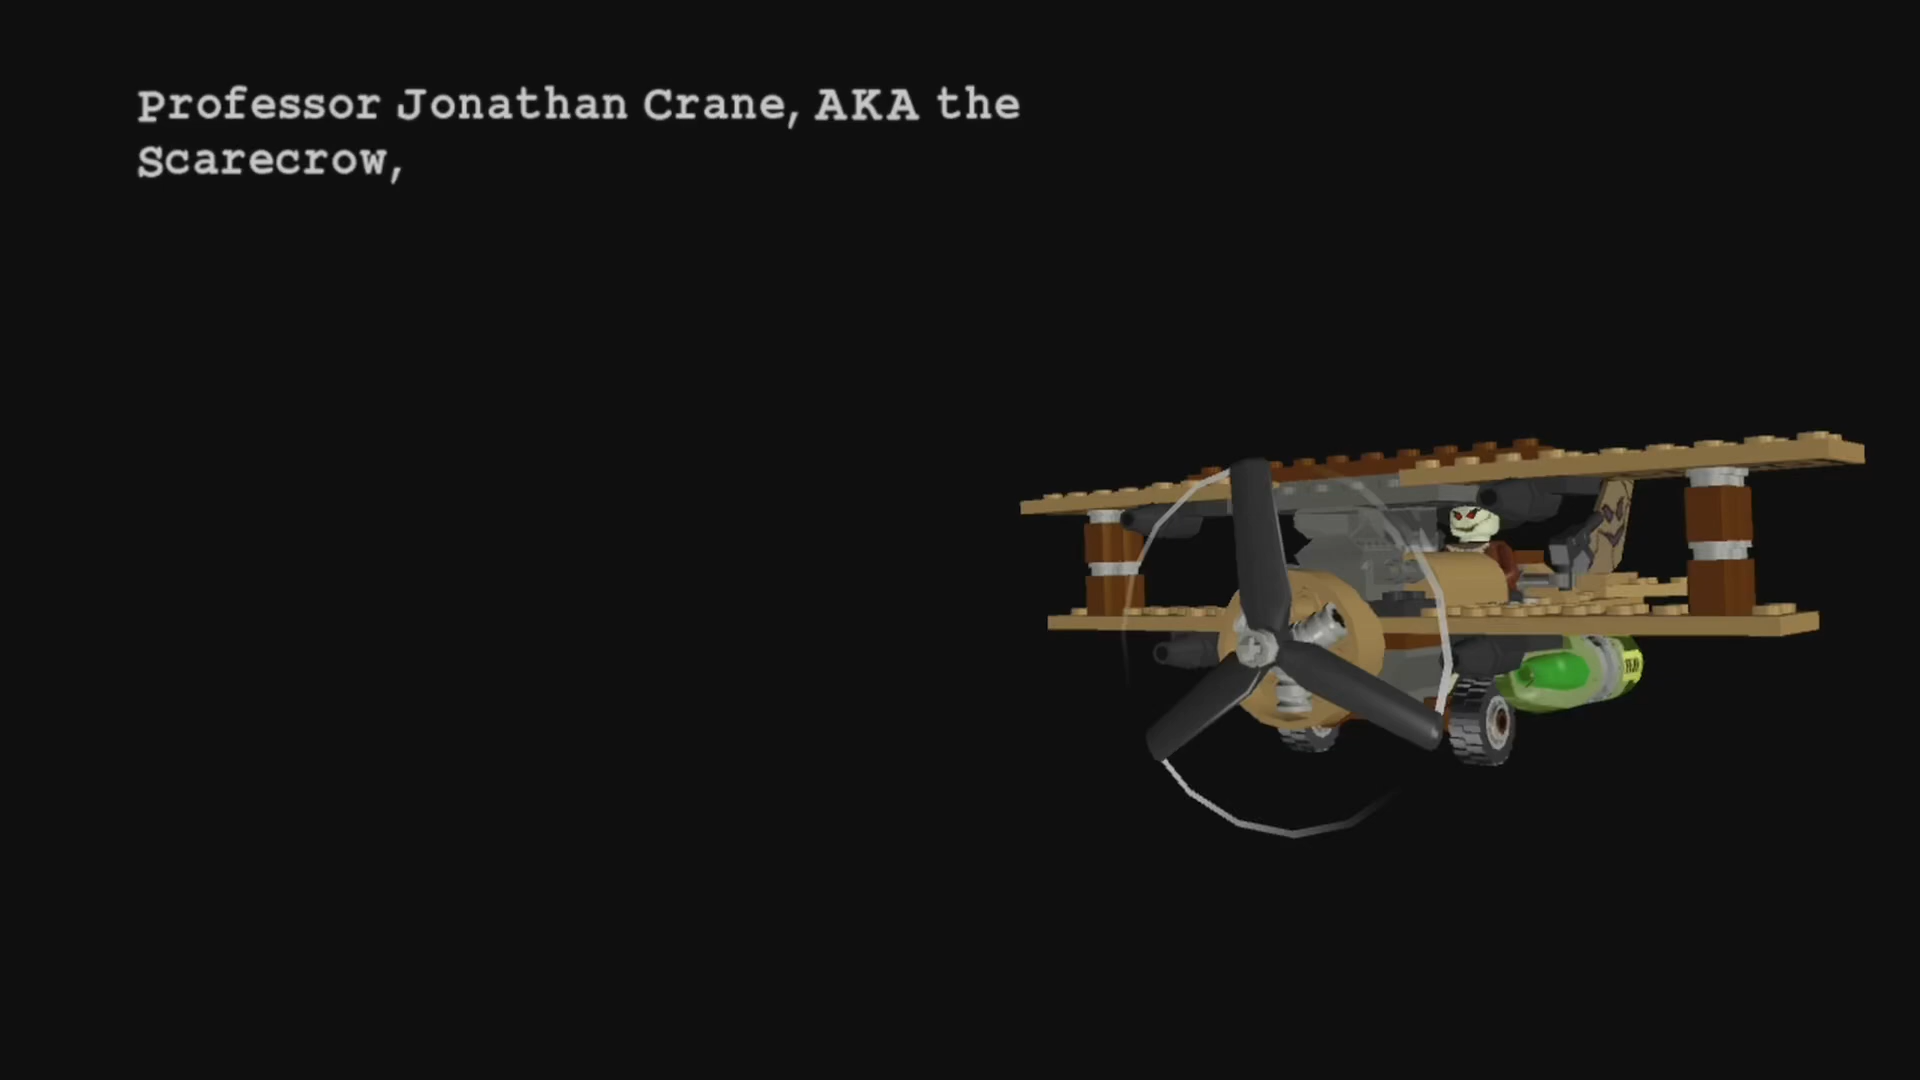 Professor Jonathan Crane, AKA the
Scarecrow,